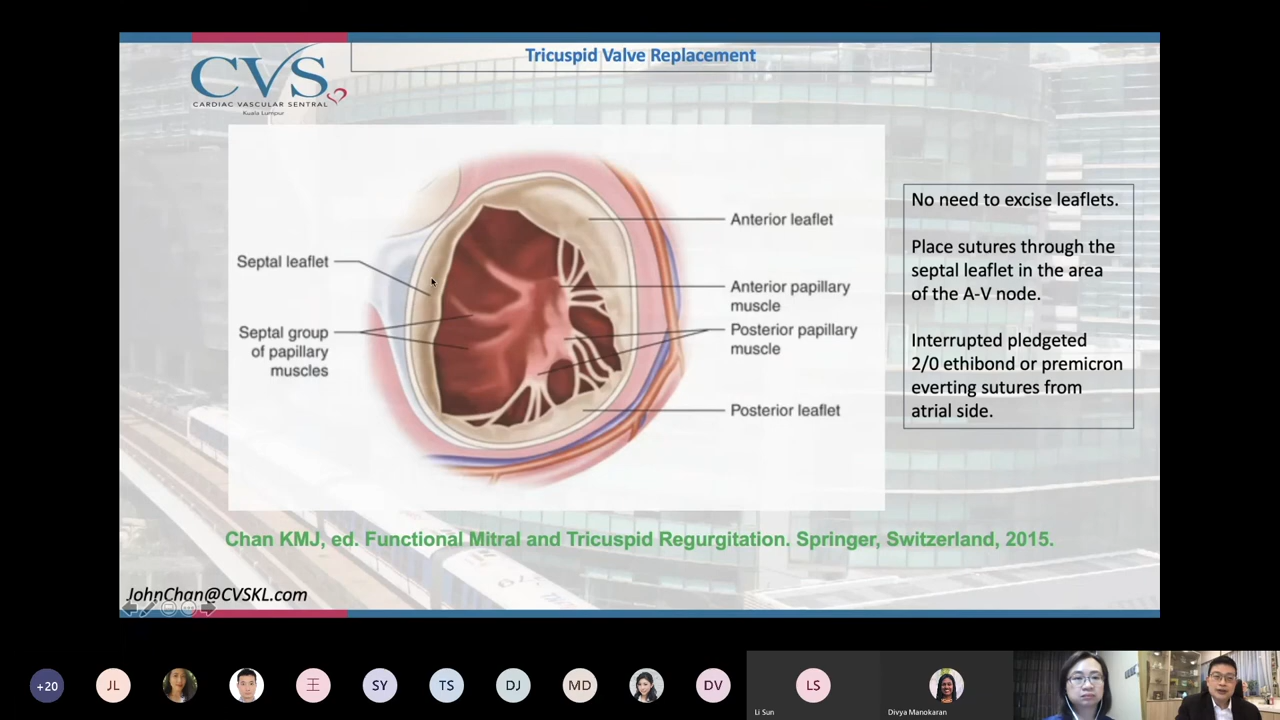 Tricuspid Valve Replacement
CVS
CARDIAC VASCULAR SENTRAL
Kuala Lumpur
Septal leaflet
Septal group
of papillary
muscles
Anterior leaflet
Anterior papillary
muscle
Posterior papillary
muscle
Posterior leaflet
No need to excise leaflets.
Place sutures through the
septal leaflet in the area
of the A-V node.
Interrupted pledgeted
2/0 ethibond or premicron
everting sutures from
atrial side.
Chan KMJ, ed. Functional Mitral and Tricuspid Regurgitation. Springer, Switzerland, 2015.
JohnChan@CVSKL.com
+20
JL
王
SY
TS
DJ
MD
DV
LS
Li Sun
Divya Manokaran